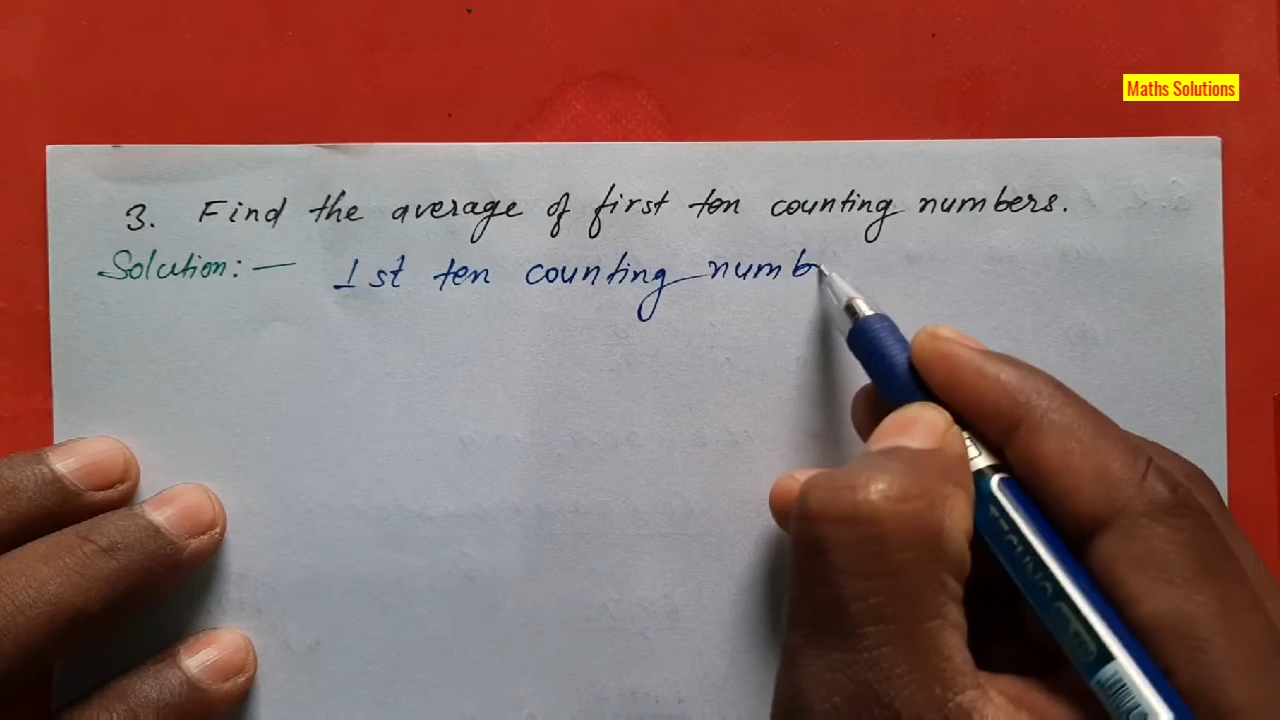 Maths Solutions
3. Find the average of first ten counting numbers.
Solution:— 1st ten counting numb